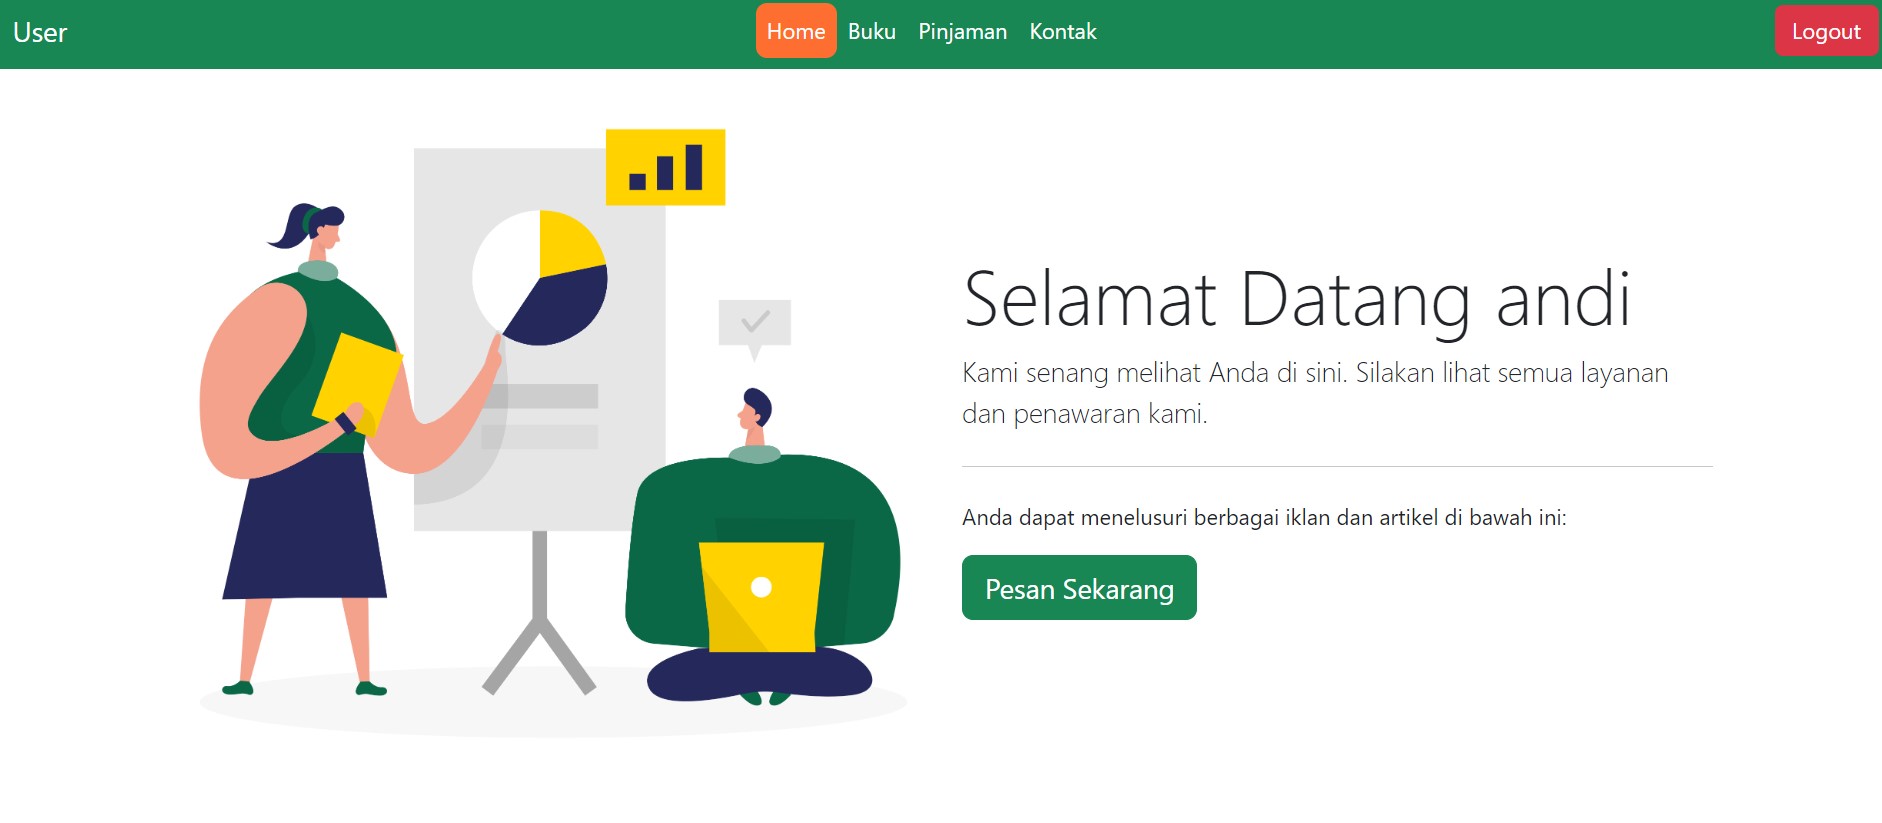 User
Home
Buku
Pinjaman
Kontak
Logout
Selamat Datang andi
Kami senang melihat Anda di sini. Silakan lihat semua layanan
dan penawaran kami.
Anda dapat menelusuri berbagai iklan dan artikel di bawah ini:
Pesan Sekarang